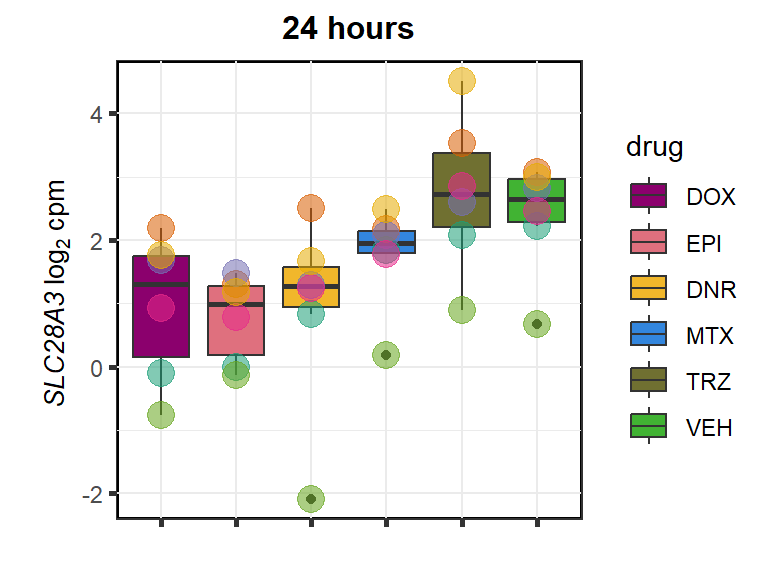 24 hours
SLC28A3 log2 cpm
4
2
0
-2
drug
DOX
EPI
DNR
MTX
TRZ
VEH